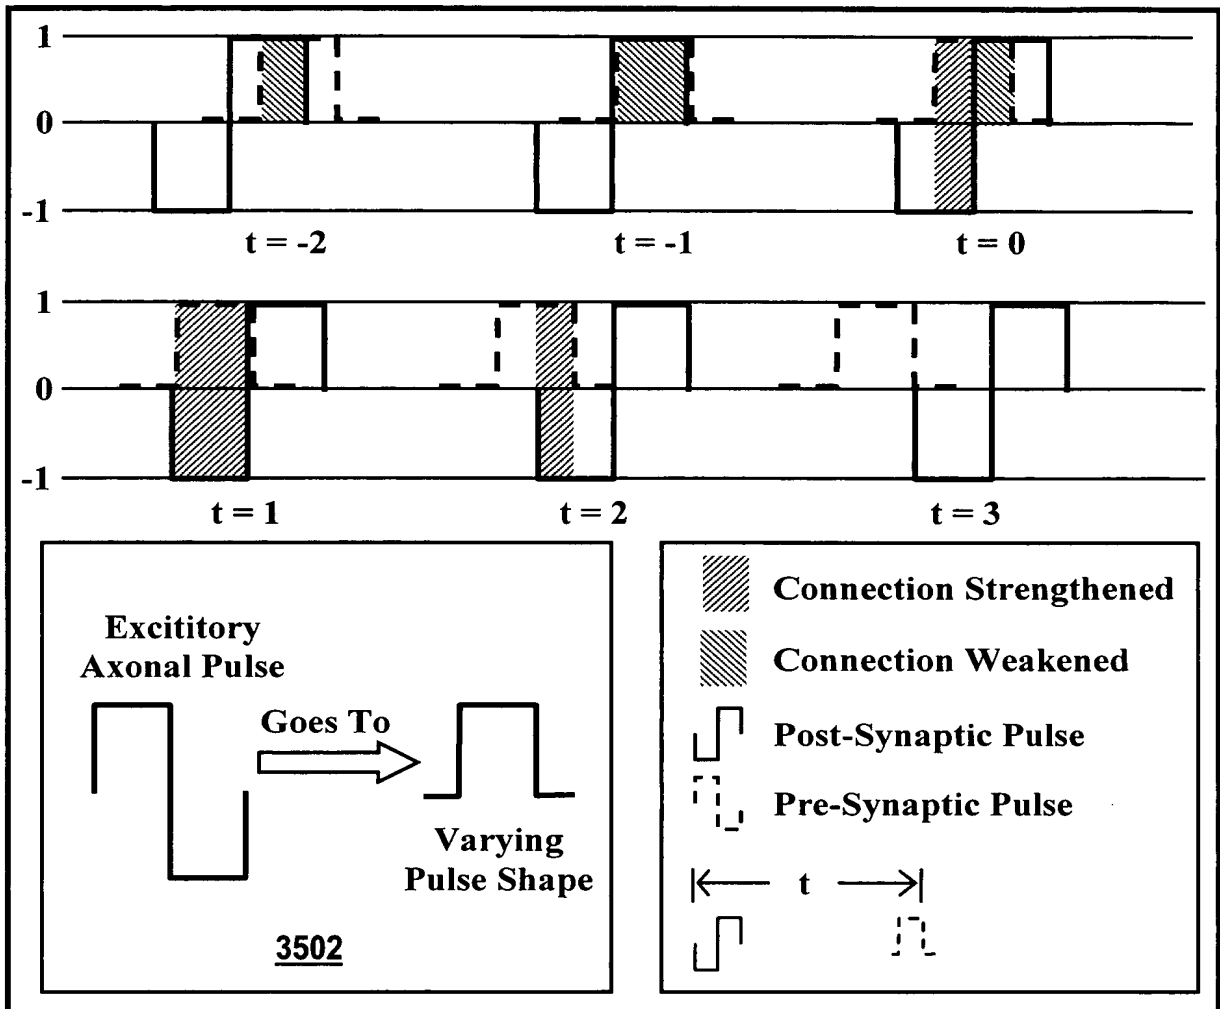 1
0
-1
t = -2
t = -1
t = 0
1
0
-1
t = 1
t = 2
t = 3
Excititory
Axonal Pulse
Goes To
Varying
Pulse Shape
3502
Connection Strengthened
Connection Weakened
Post-Synaptic Pulse
Pre-Synaptic Pulse
t